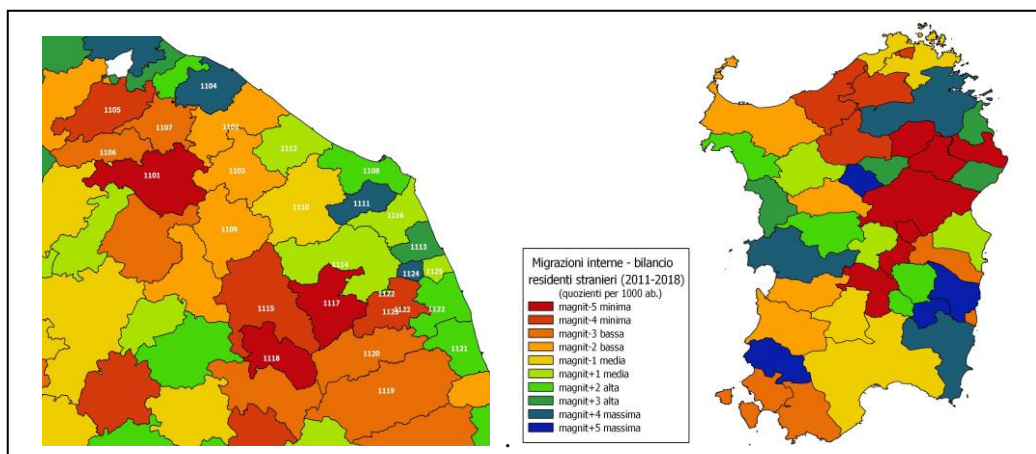 1104
1105
1107
1102
1106
1112
1101
1103
1108
1110
1111
1116
1109
1113
1114
1124
1125
1117
1122
1115
1123
1122
1122
1121
1118
1120
1119
.
Migrazioni interne - bilancio
residenti stranieri (2011-2018)
(quozienti per 1000 ab.)
magnit-5 minima
magnit-4 minima
magnit-3 bassa
magnit-2 bassa
magnit-1 media
magnit+1 media
magnit+2 alta
magnit+3 alta
magnit+4 massima
magnit+5 massima